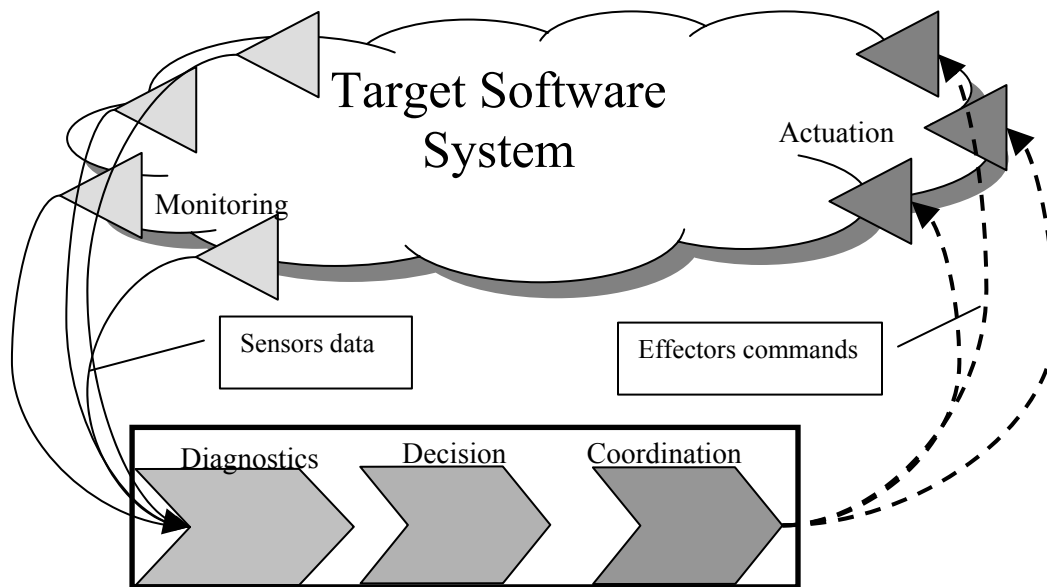 Target Software
System
Actuation
Monitoring
Sensors data
Effectors commands
Diagnostics
Decision
Coordination